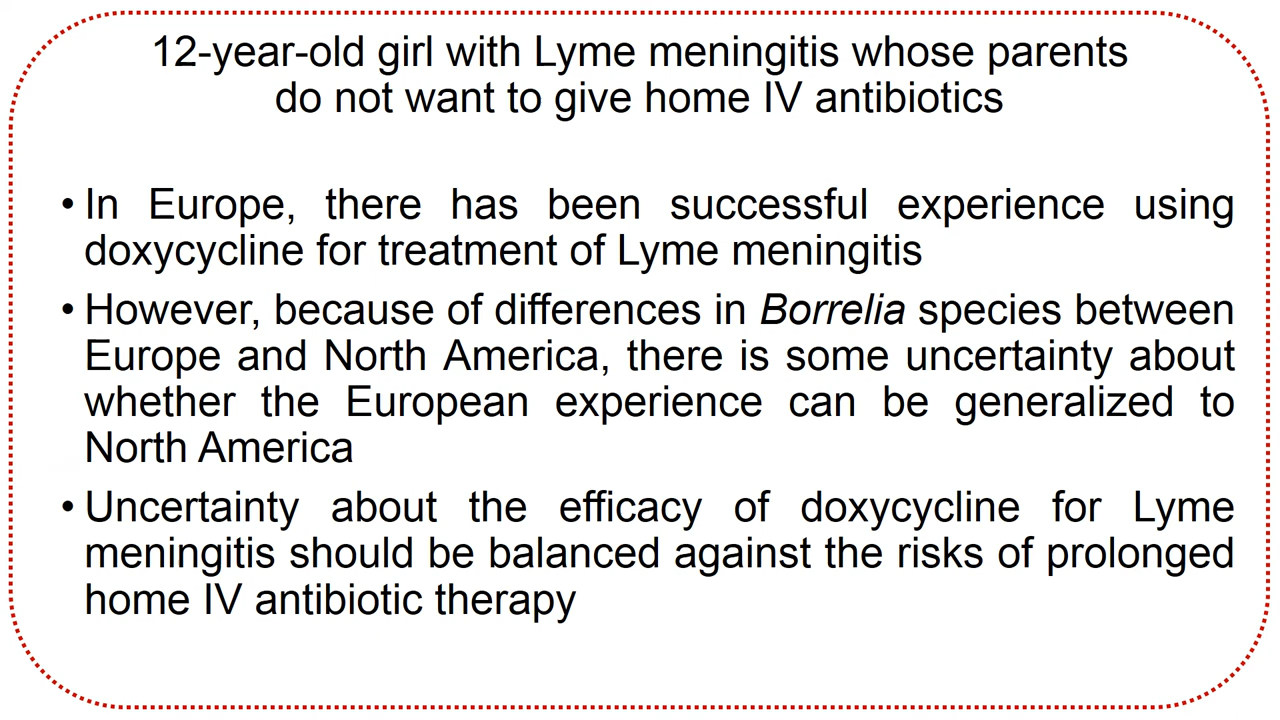 12-year-old girl with Lyme meningitis whose parents
do not want to give home IV antibiotics
• In Europe, there has been successful experience using
doxycycline for treatment of Lyme meningitis
• However, because of differences in Borrelia species between
Europe and North America, there is some uncertainty about
whether the European experience can be generalized to
North America
• Uncertainty about the efficacy of doxycycline for Lyme
meningitis should be balanced against the risks of prolonged
home IV antibiotic therapy